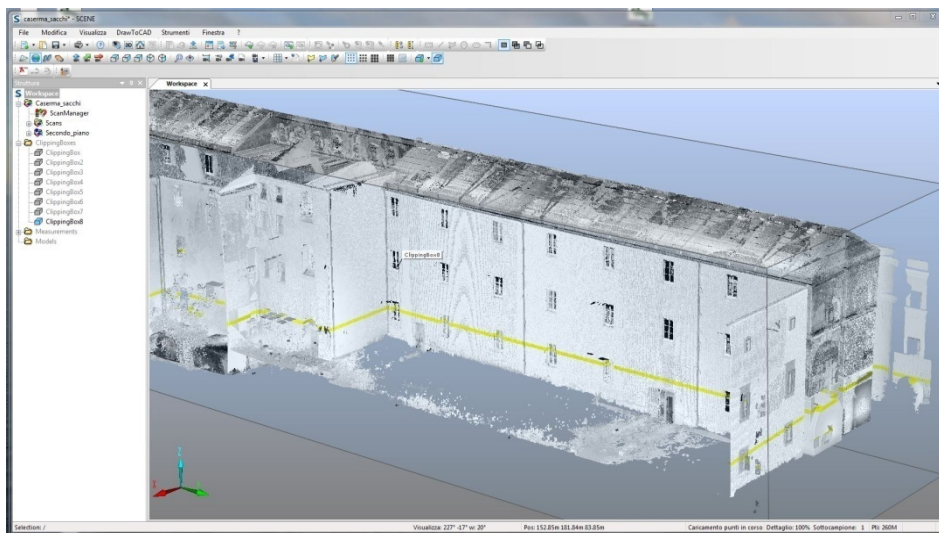 caserma_sacchi* - SCENE
File Modifica Visualizza DrawToCAD Strumenti Finestra ?
Struttura
Workspace
Workspace
Caserma_sacchi
ScanManager
Scans
Secondo_piano
ClippingBoxes
ClippingBox
ClippingBox2
ClippingBox3
ClippingBox4
ClippingBox5
ClippingBox6
ClippingBox7
ClippingBox8
Measurements
Models
ClippingBox8
Selection: /
Visualizza: 227° -17° w: 20°
Pos: 152.85m 181.84m 83.85m
Caricamento punti in corso Dettaglio: 100% Sottocampione: 1 Pti: 260M